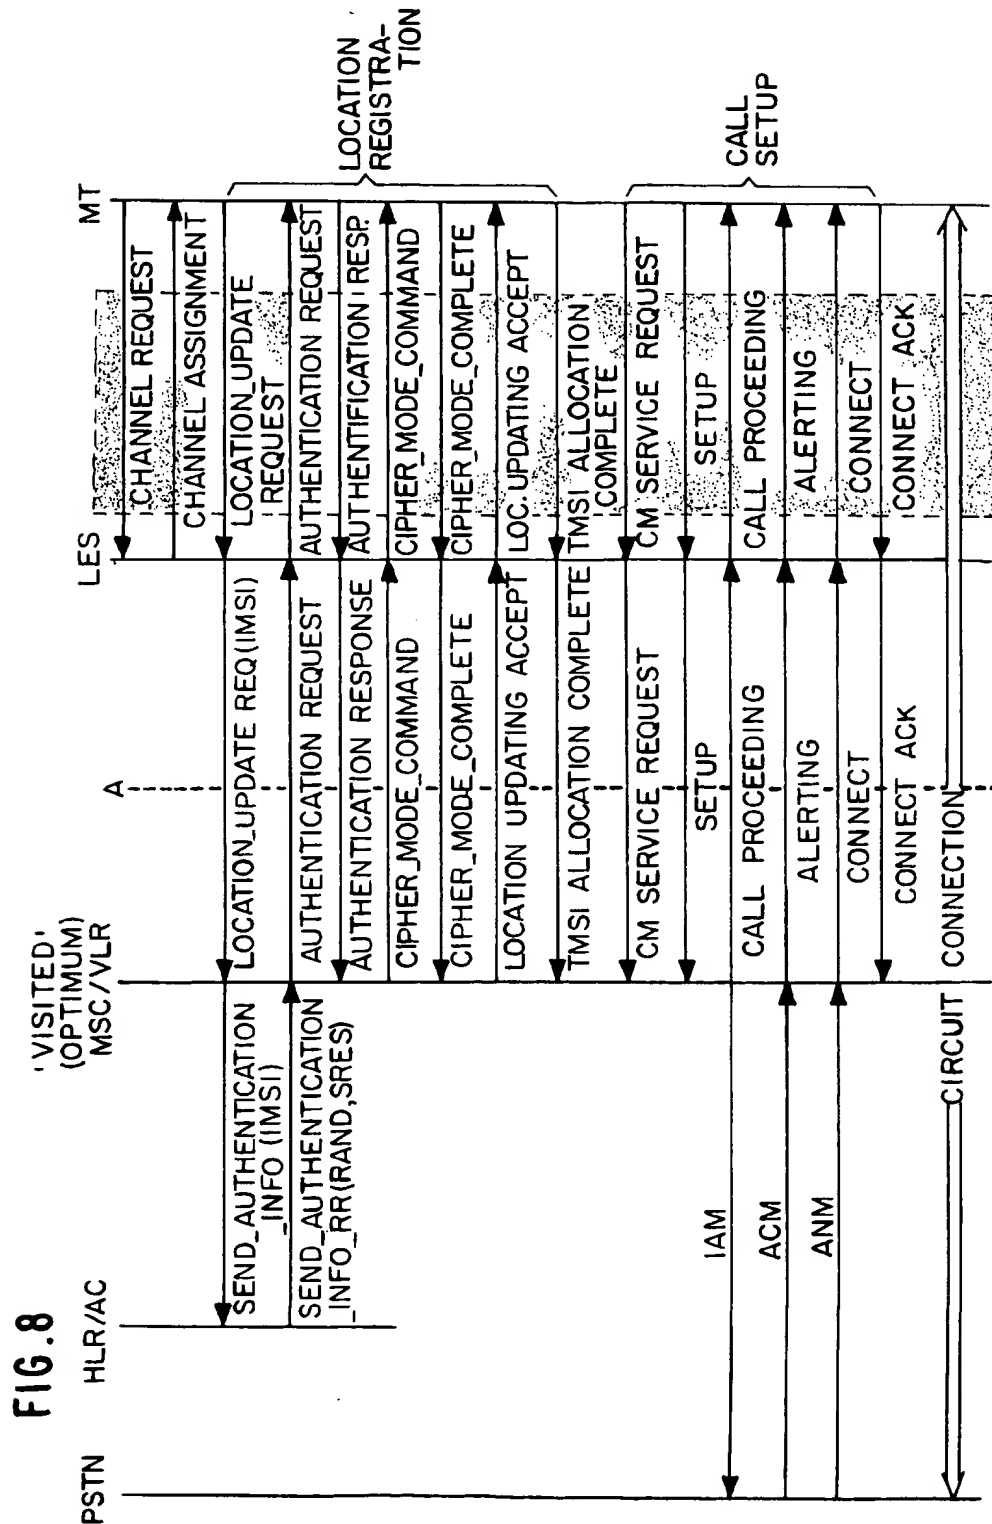 FIG.8
PSTN
HLR/AC
'VISITED'
(OPTIMUM)
MSC/VLR
A
LES
MT
CHANNEL REQUEST
CHANNEL ASSIGNMENT
SEND_AUTHENTICATION
_INFO (IMSI)
LOCATION_UPDATE REQ(IMSI)
LOCATION_UPDATE
REQUEST
SEND_AUTHENTICATION
_INFO_RR(RAND,SRES)
AUTHENTICATION REQUEST
AUTHENTICATION REQUEST
AUTHENTICATION RESPONSE
AUTHENTIFICATION RESP.
CIPHER_MODE_COMMAND
CIPHER_MODE_COMMAND
CIPHER_MODE_COMPLETE
CIPHER_MODE_COMPLETE
LOCATION UPDATING ACCEPT
LOC. UPDATING ACCEPT
TMSI ALLOCATION COMPLETE
TMSI ALLOCATION
COMPLETE
LOCATION
REGISTRA-
TION
CM SERVICE REQUEST
CM SERVICE REQUEST
SETUP
SETUP
IAM
CALL PROCEEDING
CALL PROCEEDING
ACM
ALERTING
ALERTING
ANM
CONNECT
CONNECT
CONNECT ACK
CONNECT ACK
CALL
SETUP
CIRCUIT CONNECTION